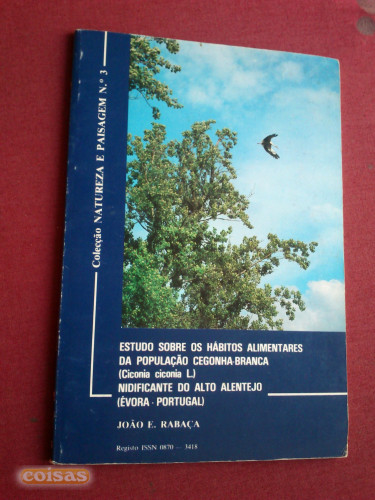 Colecção NATUREZA E PAISAGEM N.º 3
ESTUDO SOBRE OS HÁBITOS ALIMENTARES
DA POPULAÇÃO CEGONHA-BRANCA
(Ciconia ciconia L.)
NIDIFICANTE DO ALTO ALENTEJO
(ÉVORA - PORTUGAL)
JOÃO E. RABAÇA
Registo ISSN 0870 — 3418
coisas